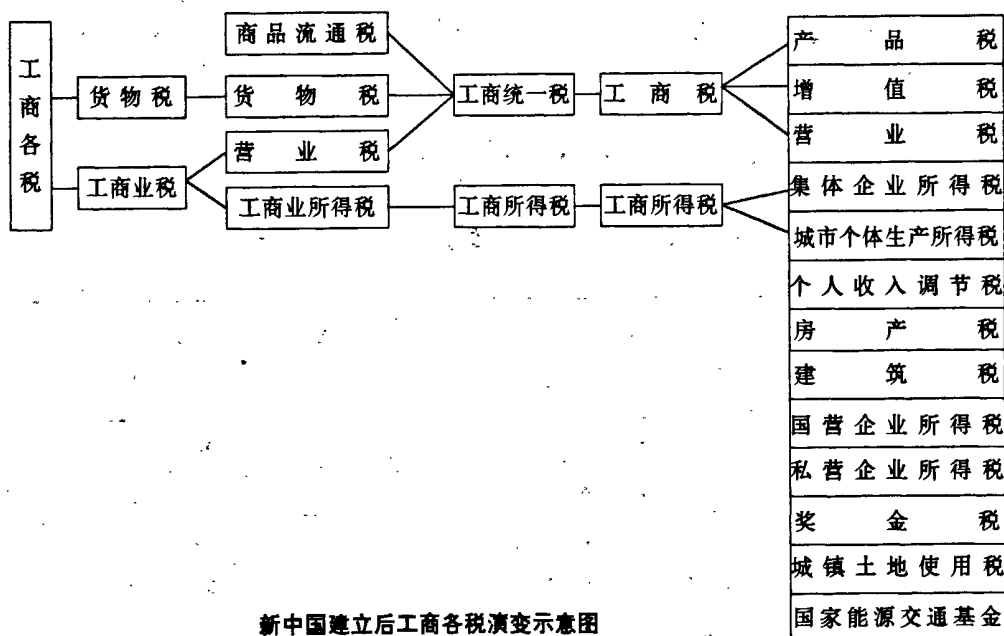 工商各税
货物税
工商业税
商品流通税
货物税
营业税
工商业所得税
工商统一税
工商所得税
工商税
工商所得税
产品税
增值税
营业税
集体企业所得税
城市个体生产所得税
个人收入调节税
房产税
建筑税
国营企业所得税
私营企业所得税
奖金税
城镇土地使用税
国家能源交通基金
新中国建立后工商各税演变示意图